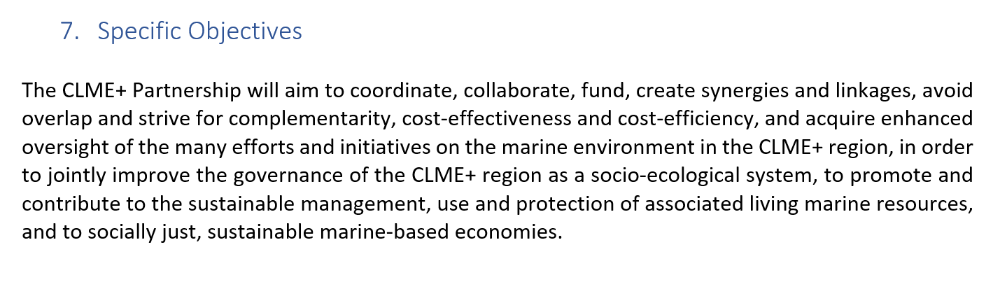 7. Specific Objectives
The CLME+ Partnership will aim to coordinate, collaborate, fund, create synergies and linkages, avoid
overlap and strive for complementarity, cost-effectiveness and cost-efficiency, and acquire enhanced
oversight of the many efforts and initiatives on the marine environment in the CLME+ region, in order
to jointly improve the governance of the CLME+ region as a socio-ecological system, to promote and
contribute to the sustainable management, use and protection of associated living marine resources,
and to socially just, sustainable marine-based economies.